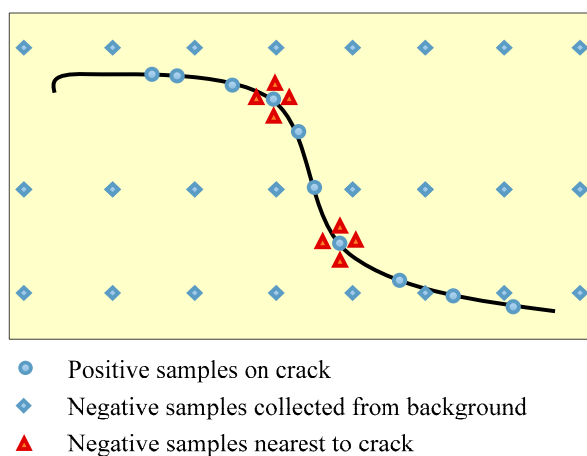 Positive samples on crack
Negative samples collected from background
Negative samples nearest to crack